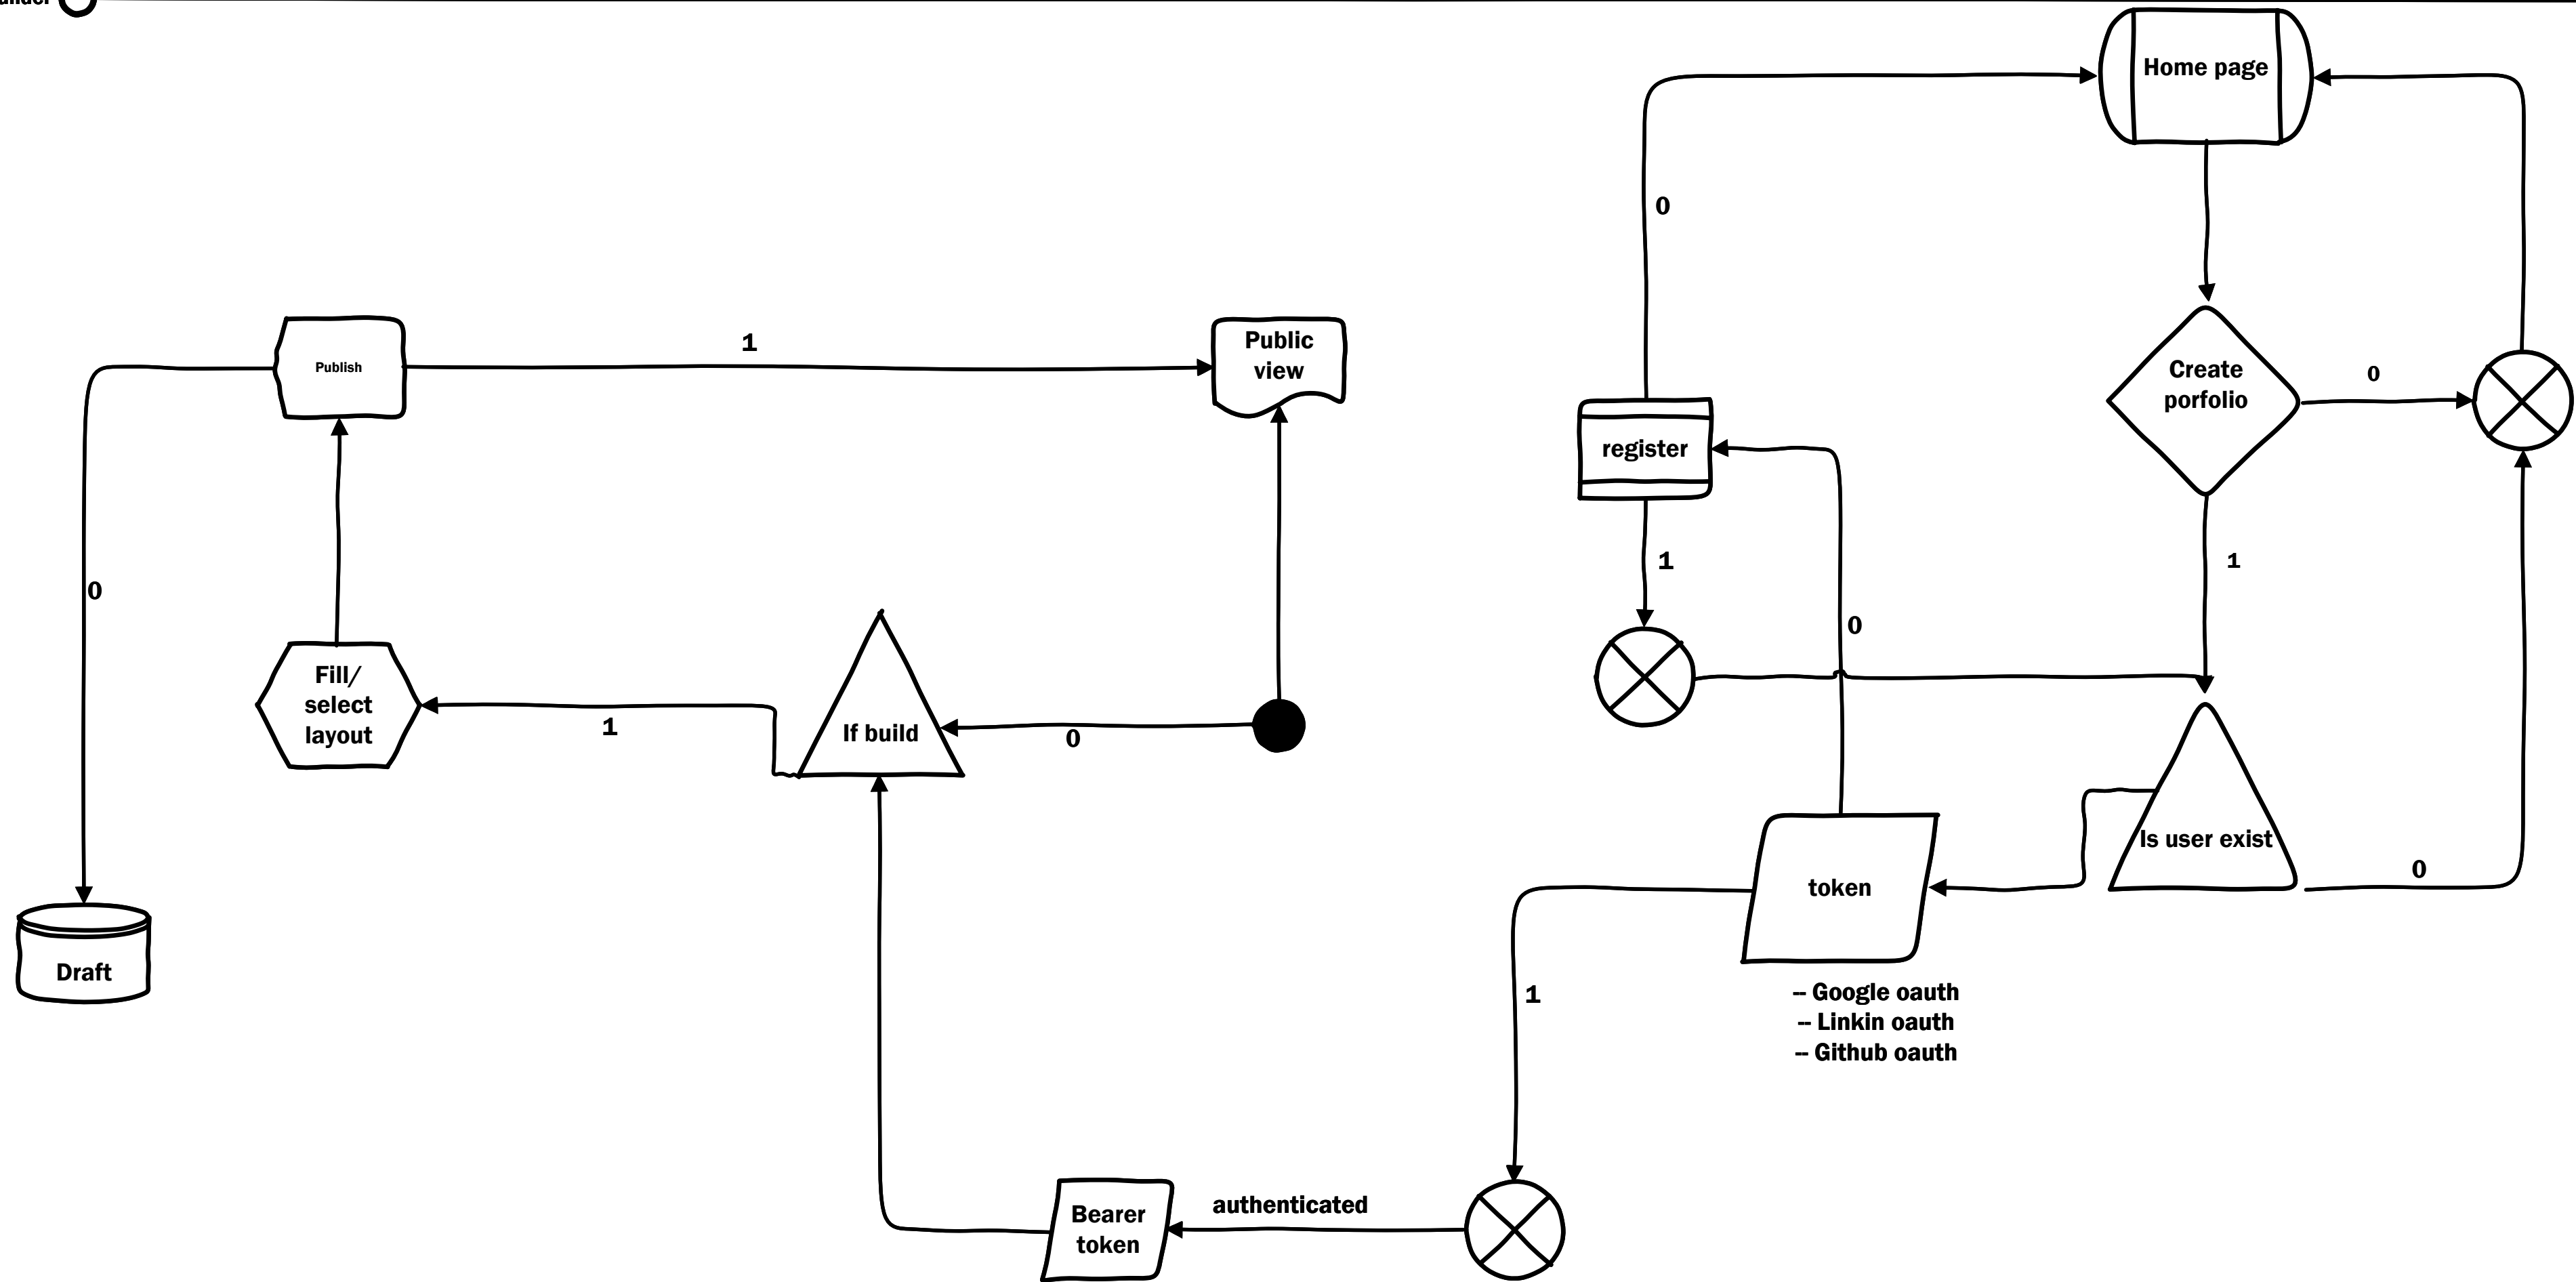 Home page
0
Publish
1
Public
view
register
Create
porfolio
0
1
1
0
0
Fill/
select
layout
1
If build
0
Is user exist
0
token
1
-- Google oauth
-- Linkin oauth
-- Github oauth
Draft
authenticated
Bearer
token